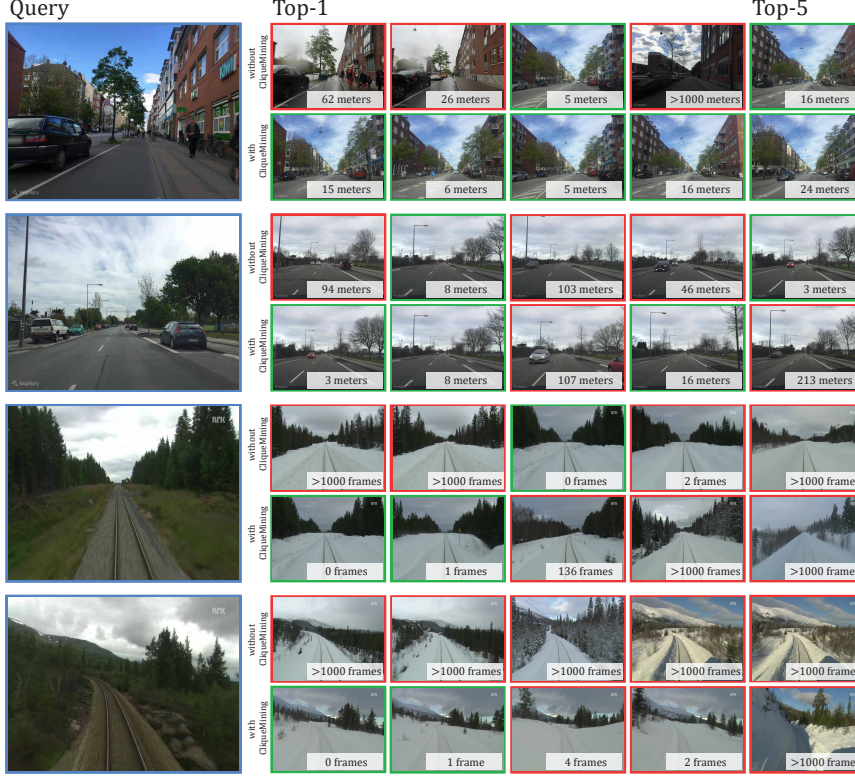 Query Top-1 Top-5
without
CliqueMining
62 meters 26 meters 5 meters >1000 meters 16 meters
with
CliqueMining
15 meters 6 meters 5 meters 16 meters 24 meters
without
CliqueMining
94 meters 8 meters 103 meters 46 meters 3 meters
with
CliqueMining
3 meters 8 meters 107 meters 16 meters 213 meters
NRK
without
CliqueMining
>1000 frames >1000 frames 0 frames 2 frames >1000 frames
with
CliqueMining
0 frames 1 frames 136 frames >1000 frames >1000 frames
NRK
without
CliqueMining
>1000 frames >1000 frames >1000 frames >1000 frames >1000 frames
with
CliqueMining
0 frames 1 frame 4 frames 2 frames >1000 frame